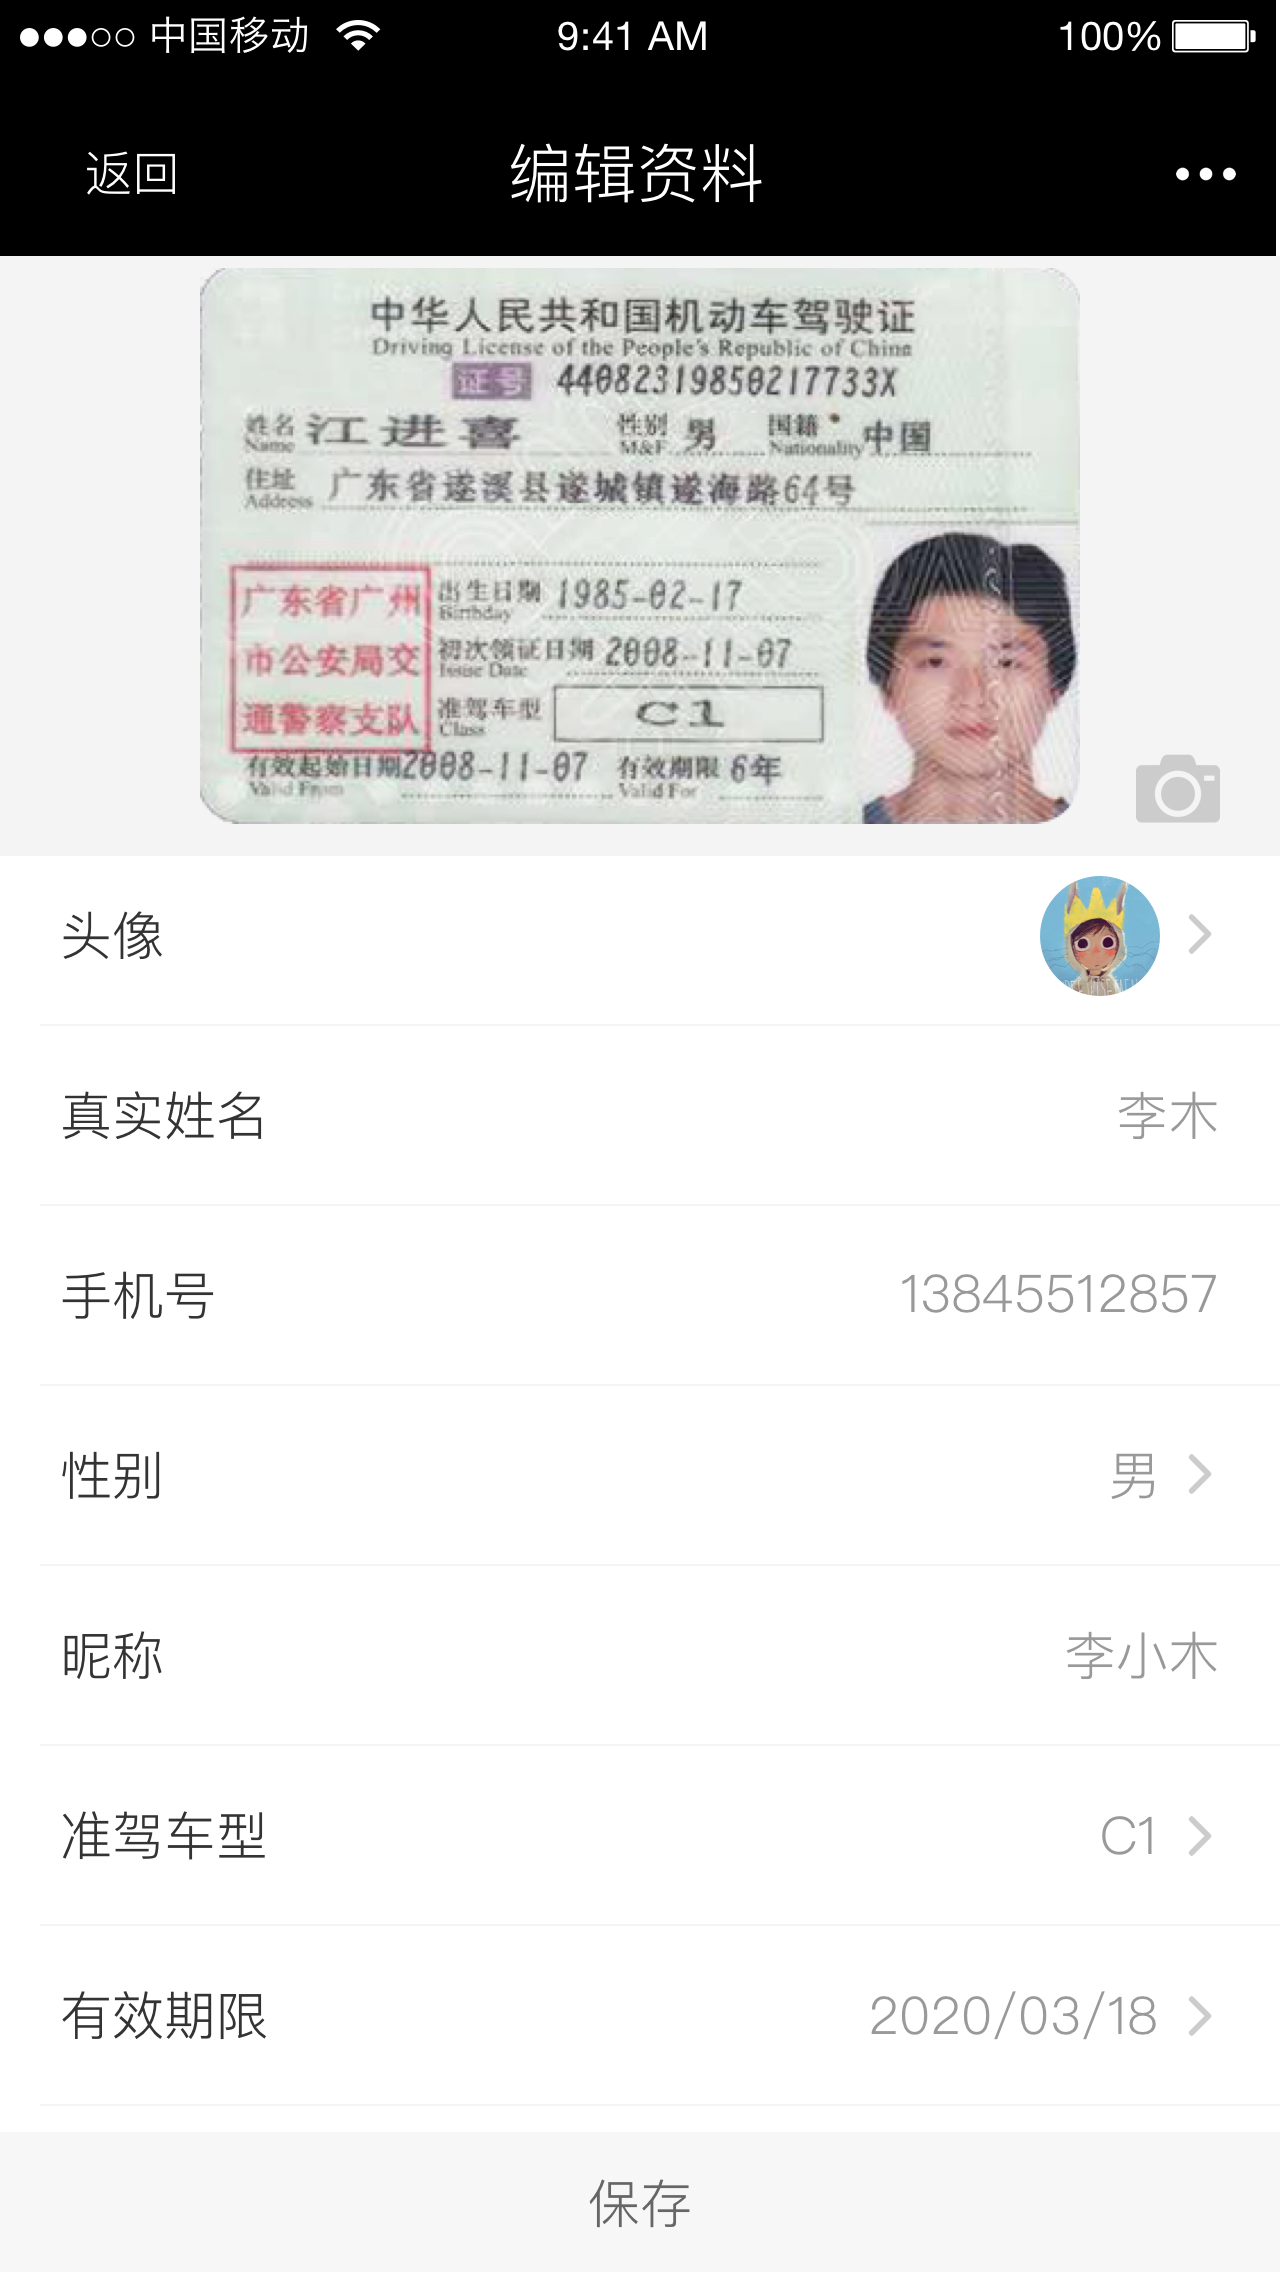 中国移动 9:41 AM 100%
返回 编辑资料
中华人民共和国机动车驾驶证
Driving License of the People's Republic of China
证号 44082319850217733X
姓名 江进喜 性别 男 国籍 中国
Name M&F Nationality
住址 广东省遂溪县遂城镇遂海路64号
Address
广东省广州
市公安局交
通警察支队
出生日期 1985-02-17
Birthday
初次领证日期 2008-11-07
Issue Date
准驾车型 C1
Class
有效起始日期2008-11-07 有效期限 6年
Valid From Valid For
头像
真实姓名 李木
手机号 13845512857
性别 男
昵称 李小木
准驾车型 C1
有效期限 2020/03/18
保存